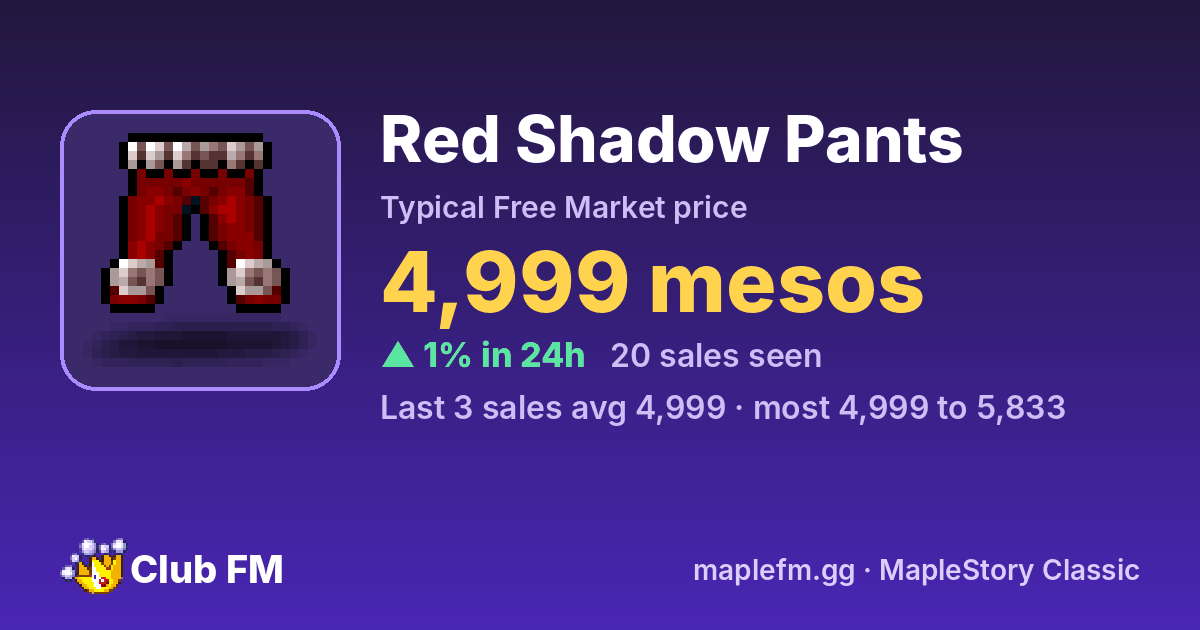 Red Shadow Pants
Typical Free Market price
4,999 mesos
▲ 1% in 24h 20 sales seen
Last 3 sales avg 4,999 · most 4,999 to 5,833
Club FM
maplefm.gg · MapleStory Classic